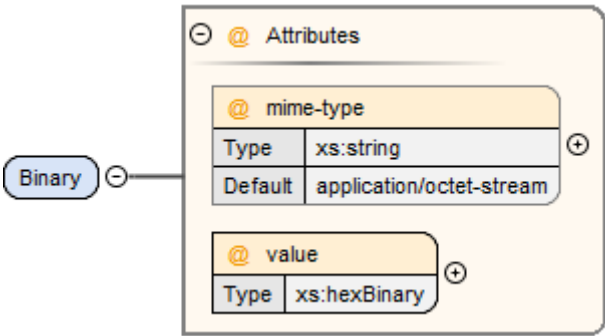 @ Attributes
@ mime-type
Type xs:string
Default application/octet-stream
Binary
@ value
Type xs:hexBinary